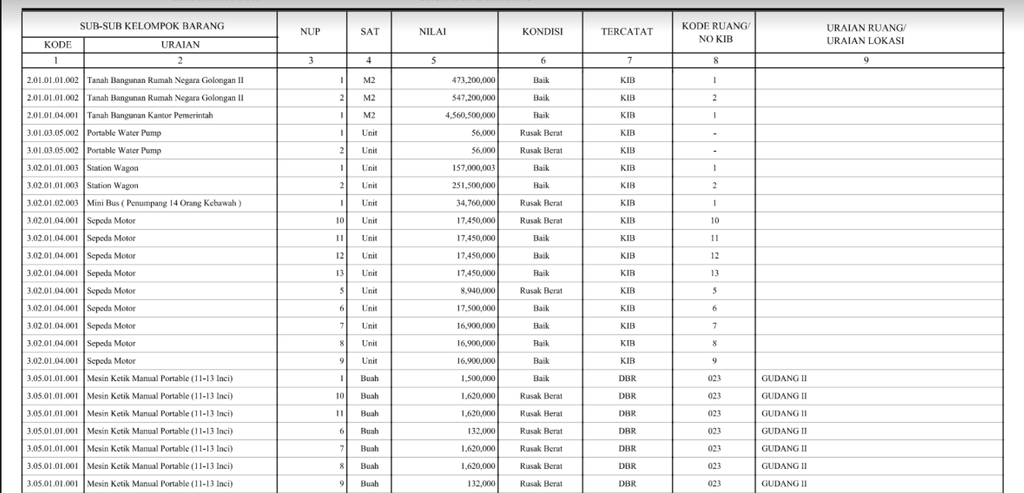 SUB-SUB KELOMPOK BARANG NUP SAT NILAI KONDISI TERCATAT KODE RUANG/ NO KIB URAIAN RUANG/ URAIAN LOKASI
KODE URAIAN
1 2 3 4 5 6 7 8 9
2.01.01.01.002 Tanah Bangunan Rumah Negara Golongan II 1 M2 473,200,000 Baik KIB 1
2.01.01.01.002 Tanah Bangunan Rumah Negara Golongan II 2 M2 547,200,000 Baik KIB 2
2.01.01.04.001 Tanah Bangunan Kantor Pemerintah 1 M2 4,560,500,000 Baik KIB 1
3.01.03.05.002 Portable Water Pump 1 Unit 56,000 Rusak Berat KIB -
3.01.03.05.002 Portable Water Pump 2 Unit 56,000 Rusak Berat KIB -
3.02.01.01.003 Station Wagon 1 Unit 157,000,003 Baik KIB 1
3.02.01.01.003 Station Wagon 2 Unit 251,500,000 Baik KIB 2
3.02.01.02.003 Mini Bus ( Penumpang 14 Orang Kebawah ) 1 Unit 34,760,000 Rusak Berat KIB 1
3.02.01.04.001 Sepeda Motor 10 Unit 17,450,000 Rusak Berat KIB 10
3.02.01.04.001 Sepeda Motor 11 Unit 17,450,000 Baik KIB 11
3.02.01.04.001 Sepeda Motor 12 Unit 17,450,000 Baik KIB 12
3.02.01.04.001 Sepeda Motor 13 Unit 17,450,000 Baik KIB 13
3.02.01.04.001 Sepeda Motor 5 Unit 8,940,000 Rusak Berat KIB 5
3.02.01.04.001 Sepeda Motor 6 Unit 17,500,000 Baik KIB 6
3.02.01.04.001 Sepeda Motor 7 Unit 16,900,000 Baik KIB 7
3.02.01.04.001 Sepeda Motor 8 Unit 16,900,000 Baik KIB 8
3.02.01.04.001 Sepeda Motor 9 Unit 16,900,000 Baik KIB 9
3.05.01.01.001 Mesin Ketik Manual Portable (11-13 Inci) 1 Buah 1,500,000 Baik DBR 023 GUDANG II
3.05.01.01.001 Mesin Ketik Manual Portable (11-13 Inci) 10 Buah 1,620,000 Rusak Berat DBR 023 GUDANG II
3.05.01.01.001 Mesin Ketik Manual Portable (11-13 Inci) 11 Buah 1,620,000 Rusak Berat DBR 023 GUDANG II
3.05.01.01.001 Mesin Ketik Manual Portable (11-13 Inci) 6 Buah 132,000 Rusak Berat DBR 023 GUDANG II
3.05.01.01.001 Mesin Ketik Manual Portable (11-13 Inci) 7 Buah 1,620,000 Rusak Berat DBR 023 GUDANG II
3.05.01.01.001 Mesin Ketik Manual Portable (11-13 Inci) 8 Buah 1,620,000 Rusak Berat DBR 023 GUDANG II
3.05.01.01.001 Mesin Ketik Manual Portable (11-13 Inci) 9 Buah 132,000 Rusak Berat DBR 023 GUDANG II